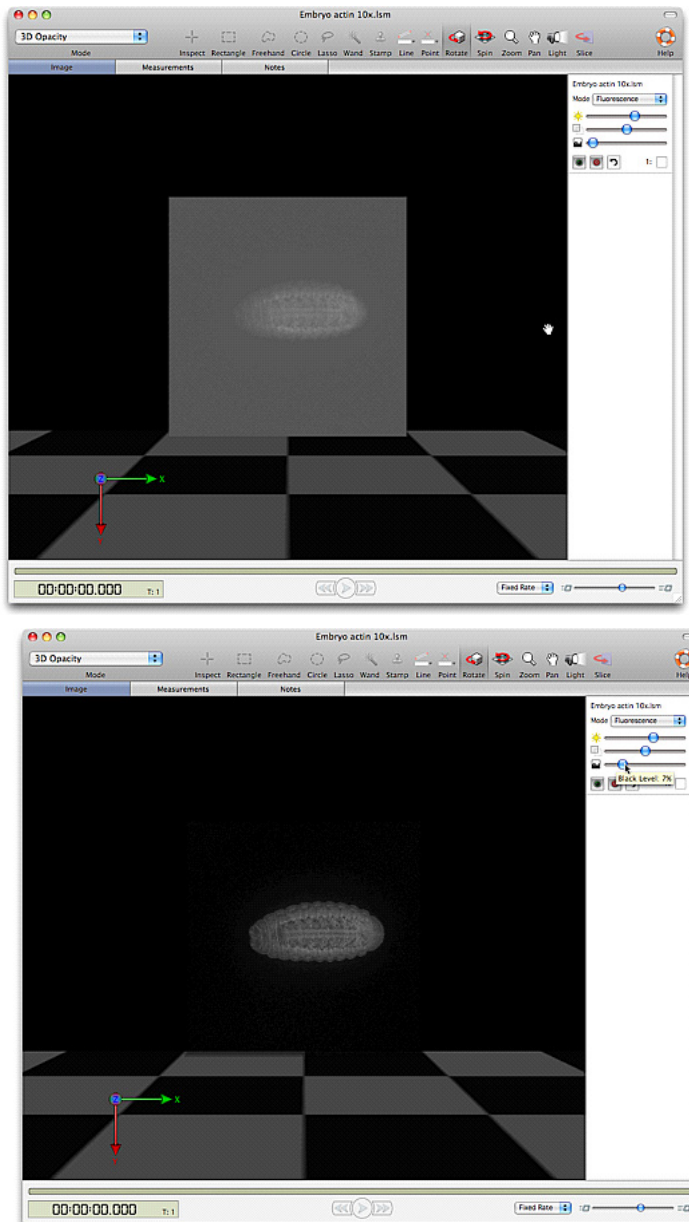 Embryo actin 10x.lsm
3D Opacity
Mode Inspect Rectangle Freehand Circle Lasso Wand Stamp Line Point Rotate Spin Zoom Pan Light Slice Help
Image Measurements Notes
Embryo actin 10x.lsm
Mode Fluorescence
1:
Z X
00:00:00.000 T: 1
Fixed Rate
Embryo actin 10x.lsm
3D Opacity
Mode Inspect Rectangle Freehand Circle Lasso Wand Stamp Line Point Rotate Spin Zoom Pan Light Slice
Image Measurements Notes
Embryo actin 10x.lsm
Mode Fluorescence
Black Level: 7%
Z X
00:00:00.000 T: 1
Fixed Rate